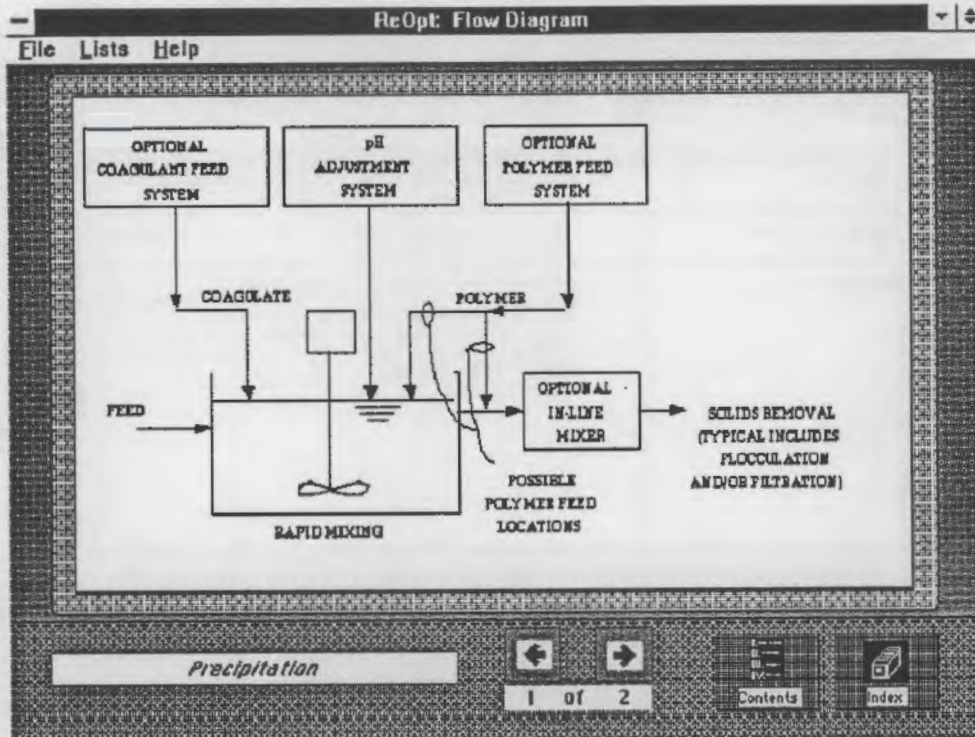 ReOpt: Flow Diagram
File Lists Help
OPTIONAL
COAGULANT FEED
SYSTEM
pH
ADJUSTMENT
SYSTEM
OPTIONAL
POLYMER FEED
SYSTEM
COAGULATE
POLYMER
FEED
OPTIONAL
IN-LINE
MIXER
SOLIDS REMOVAL
(TYPICAL INCLUDES
FLOCCULATION
AND/OR FILTRATION)
POSSIBLE
POLYMER FEED
LOCATIONS
RAPID MIXING
Precipitation
1 of 2
Contents
Index